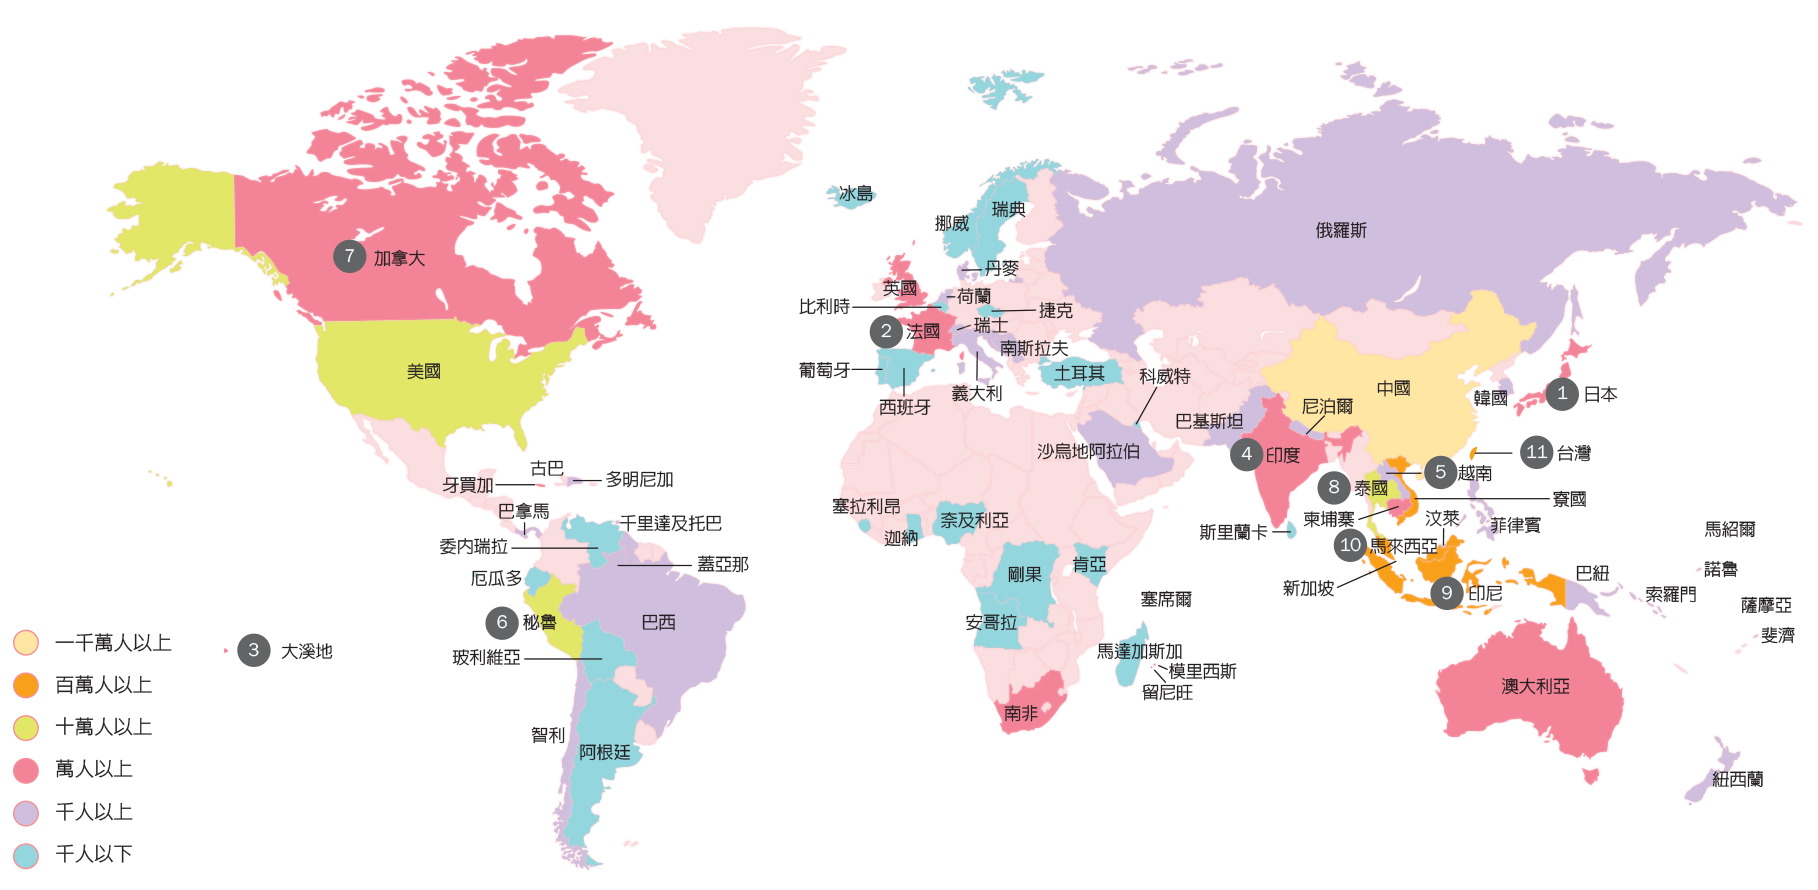 冰島
挪威
瑞典
俄羅斯
7 加拿大
丹麥
英國
荷蘭
比利時
捷克
2 法國
瑞士
南斯拉夫
美國
葡萄牙
土耳其
科威特
中國
義大利
西班牙
韓國
1 日本
尼泊爾
巴基斯坦
沙烏地阿拉伯
4 印度
11 台灣
古巴
多明尼加
牙買加
5 越南
8 泰國
寮國
巴拿馬
千里達及托巴
塞拉利昂
奈及利亞
迦納
斯里蘭卡
柬埔寨
汶萊
菲律賓
馬紹爾
委内瑞拉
10 馬來西亞
蓋亞那
厄瓜多
剛果
肯亞
新加坡
9 印尼
巴紐
諾魯
索羅門
塞席爾
薩摩亞
6 秘魯
巴西
安哥拉
斐濟
3 大溪地
玻利維亞
馬達加斯加
模里西斯
留尼旺
澳大利亞
南非
智利
阿根廷
紐西蘭
一千萬人以上
百萬人以上
十萬人以上
萬人以上
千人以上
千人以下